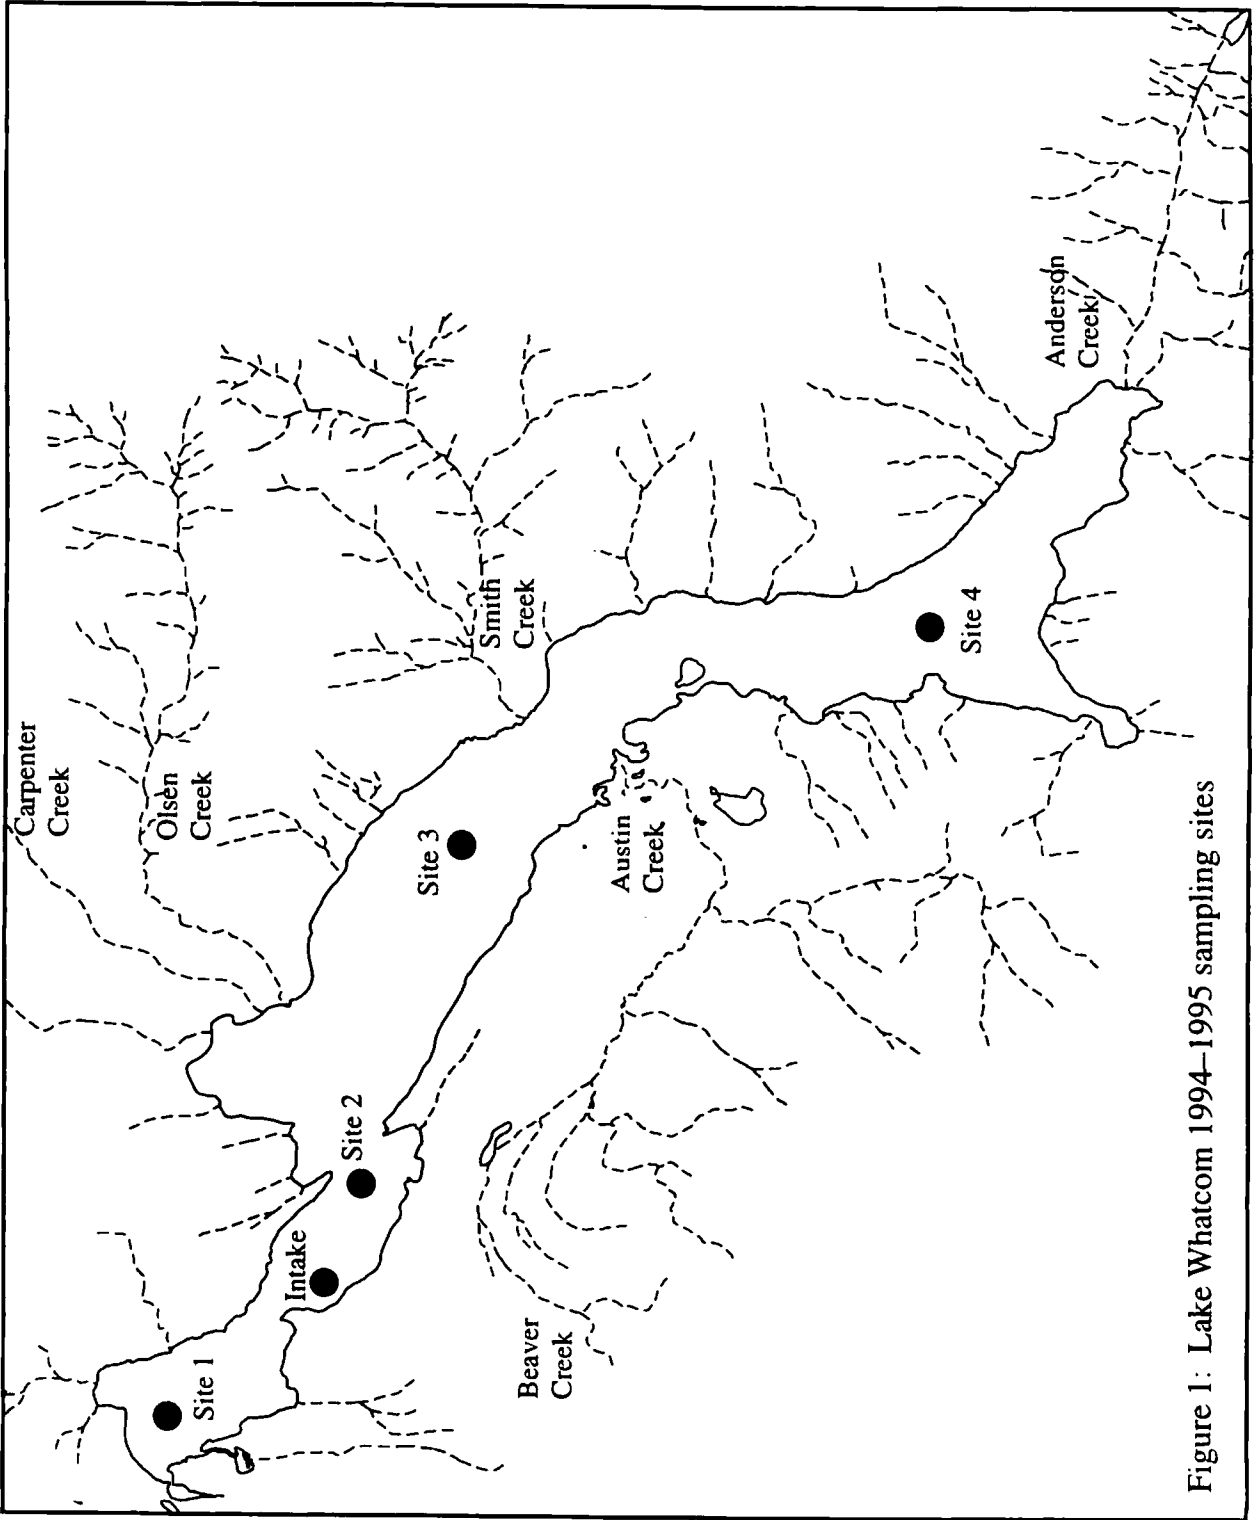 Carpenter
Creek
Olsen
Creek
Smith
Creek
Anderson
Creek
Site 1
Intake
Site 2
Site 3
Site 4
Austin
Creek
Beaver
Creek
Figure 1: Lake Whatcom 1994–1995 sampling sites